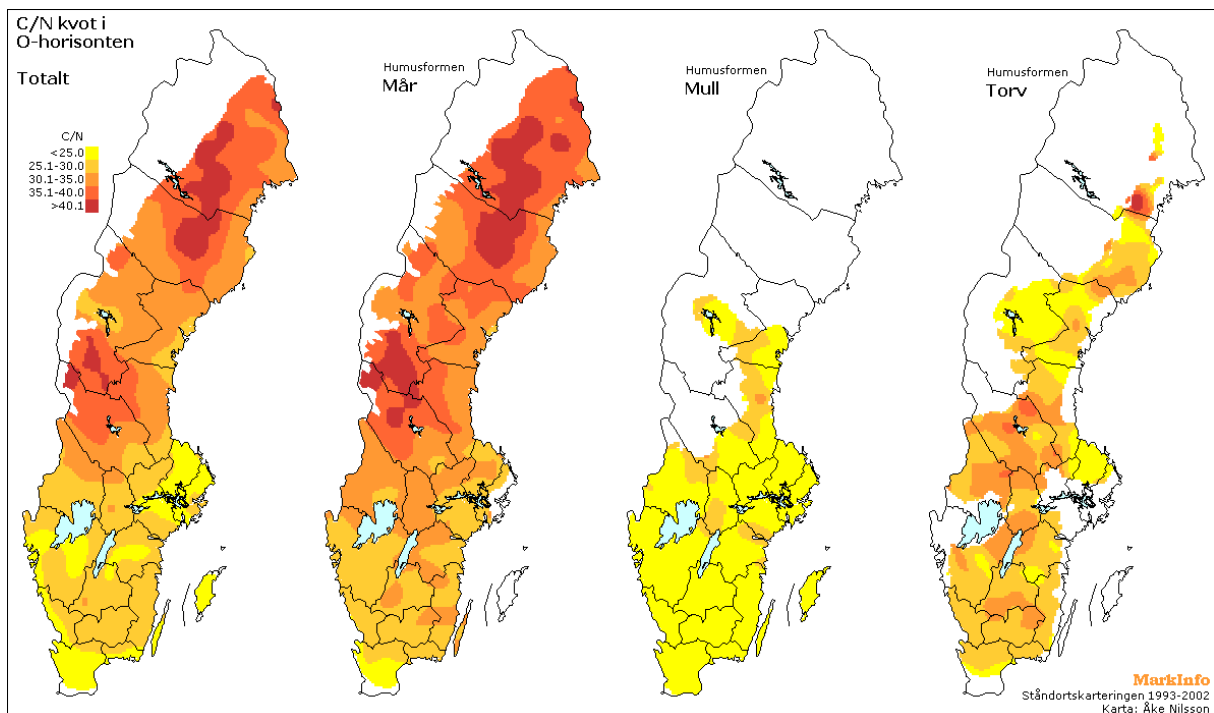 C/N kvot i
O-horisonten
Totalt
C/N
<25.0
25.1-30.0
30.1-35.0
35.1-40.0
>40.1
Humusformen
Mår
Humusformen
Mull
Humusformen
Torv
MarkInfo
Ståndortskarteringen 1993-2002
Karta: Åke Nilsson